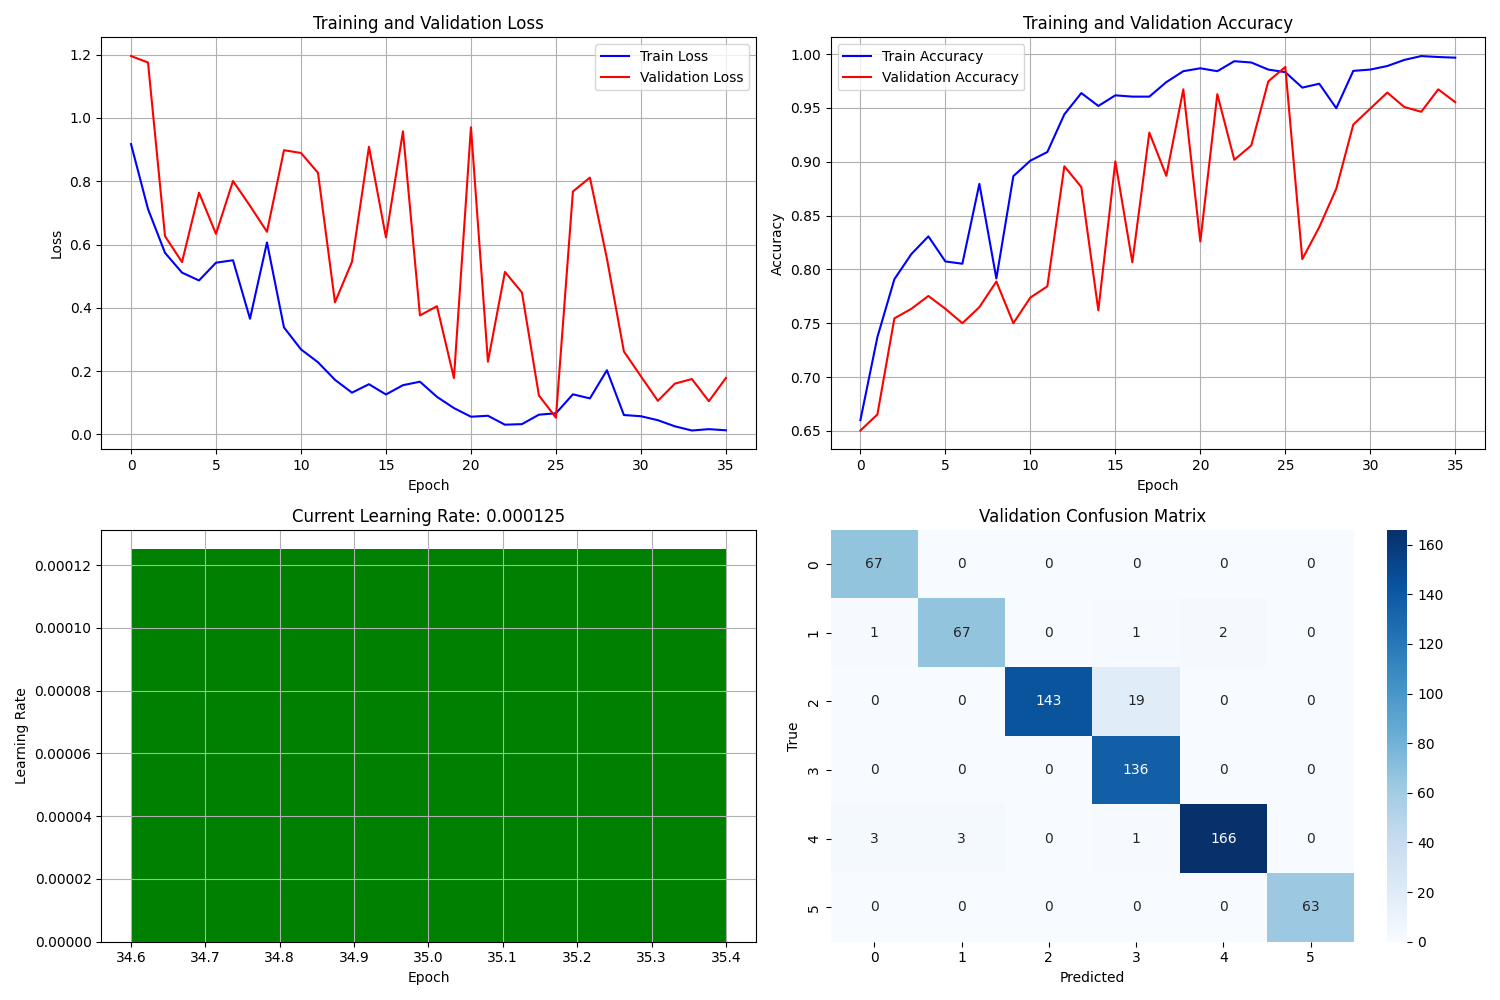 Training and Validation Loss
Train Loss
Validation Loss
1.2
1.0
0.8
0.6
0.4
0.2
0.0
Loss
0 5 10 15 20 25 30 35
Epoch
Training and Validation Accuracy
Train Accuracy
Validation Accuracy
1.00
0.95
0.90
0.85
0.80
0.75
0.70
0.65
Accuracy
0 5 10 15 20 25 30 35
Epoch
Current Learning Rate: 0.000125
0.00012
0.00010
0.00008
0.00006
0.00004
0.00002
0.00000
Learning Rate
34.6 34.7 34.8 34.9 35.0 35.1 35.2 35.3 35.4
Epoch
Validation Confusion Matrix
0 67 0 0 0 0 0
1 1 67 0 1 2 0
2 0 0 143 19 0 0
3 0 0 0 136 0 0
4 3 3 0 1 166 0
5 0 0 0 0 0 63
True
0 1 2 3 4 5
Predicted
160
140
120
100
80
60
40
20
0